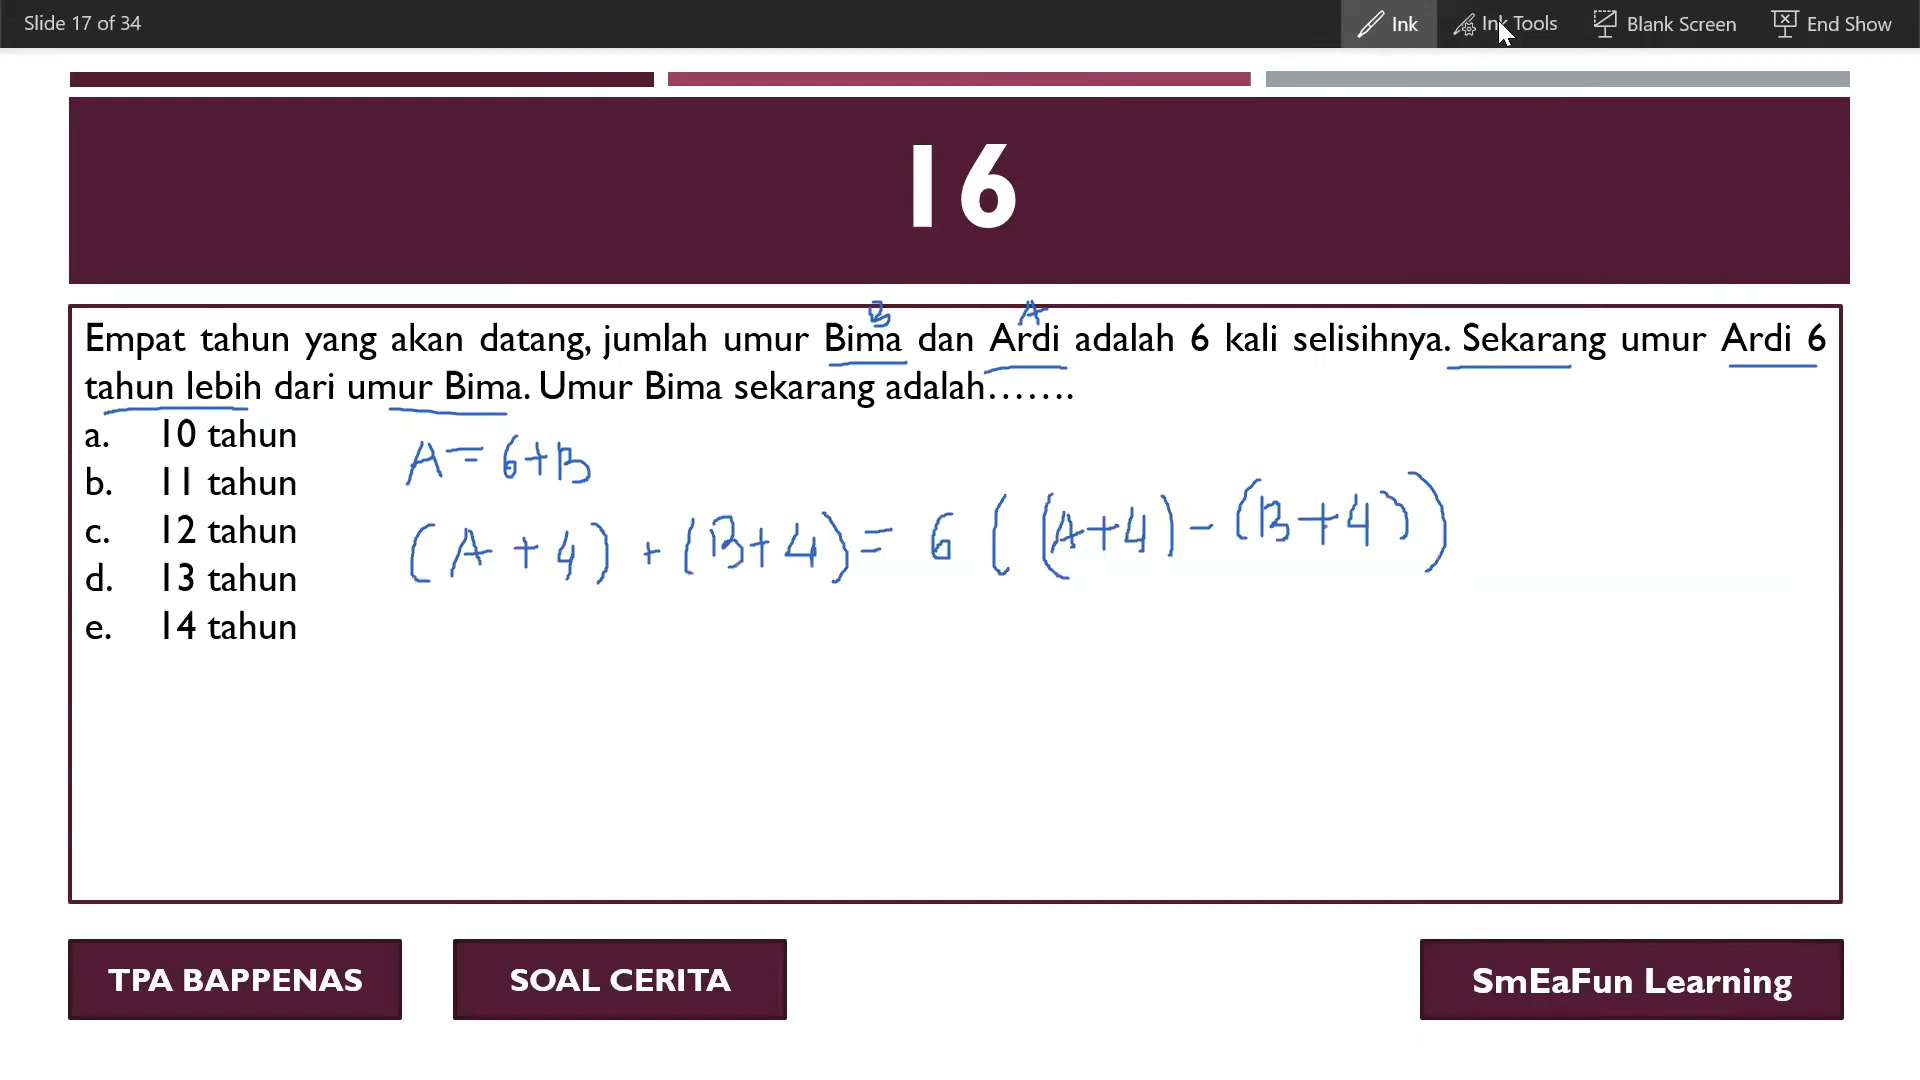 Slide 17 of 34
Ink
Ink Tools
Blank Screen
End Show
16
B A
Empat tahun yang akan datang, jumlah umur Bima dan Ardi adalah 6 kali selisihnya. Sekarang umur Ardi 6
tahun lebih dari umur Bima. Umur Bima sekarang adalah…….
a. 10 tahun
b. 11 tahun
c. 12 tahun
d. 13 tahun
e. 14 tahun
A = 6+B
(A + 4) + (B+4) = 6 ( (A+4) - (B+4) )
TPA BAPPENAS
SOAL CERITA
SmEaFun Learning